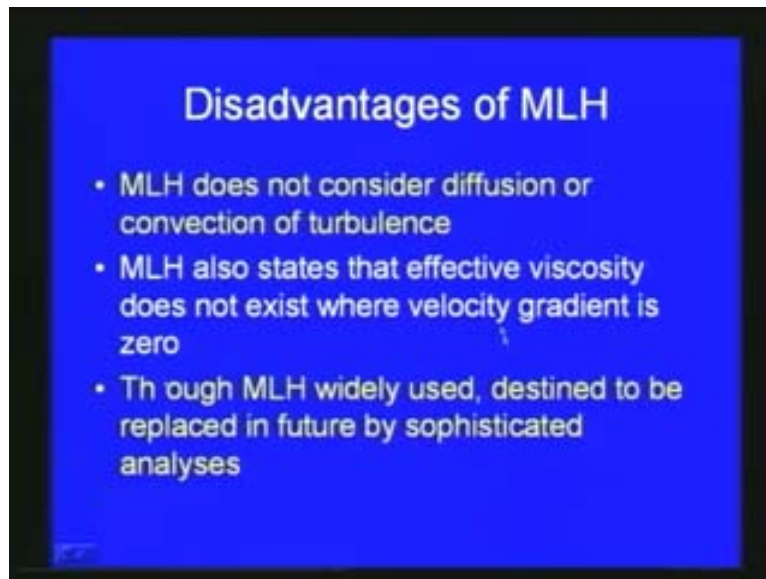 Disadvantages of MLH
• MLH does not consider diffusion or
convection of turbulence
• MLH also states that effective viscosity
does not exist where velocity gradient is
zero
• Th ough MLH widely used, destined to be
replaced in future by sophisticated
analyses